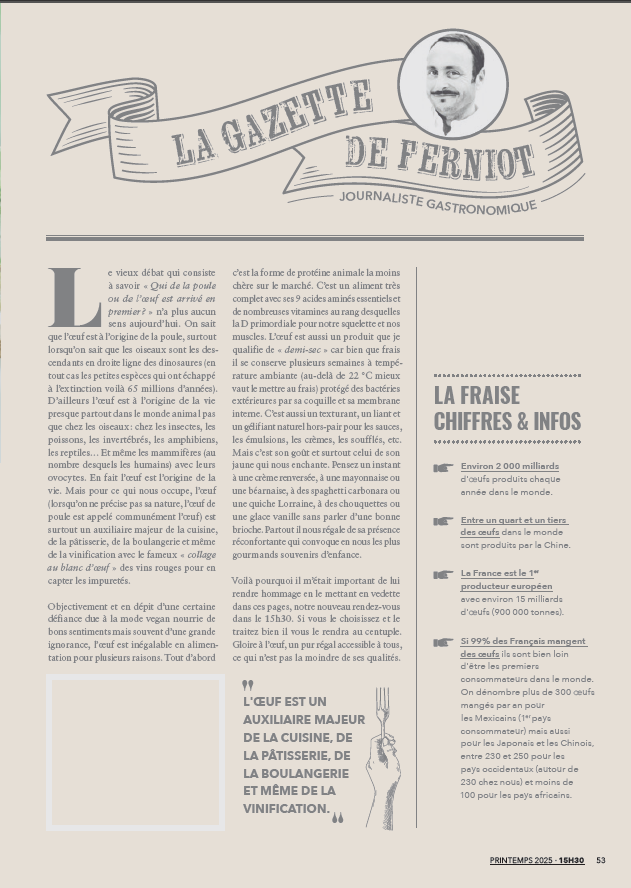 LA GAZETTE
DE FERNIOT
JOURNALISTE GASTRONOMIQUE
Le vieux débat qui consiste
à savoir « Qui de la poule
ou de l'œuf est arrivé en
premier ? » n'a plus aucun
sens aujourd'hui. On sait
que l'œuf est à l'origine de la poule, surtout
lorsqu'on sait que les oiseaux sont les des-
cendants en droite ligne des dinosaures (en
tout cas les petites espèces qui ont échappé
à l'extinction voilà 65 millions d'années).
D'ailleurs l'œuf est à l'origine de la vie
presque partout dans le monde animal pas
que chez les oiseaux : chez les insectes, les
poissons, les invertébrés, les amphibiens,
les reptiles... Et même les mammifères (au
nombre desquels les humains) avec leurs
ovocytes. En fait l'œuf est l'origine de la
vie. Mais pour ce qui nous occupe, l'œuf
(lorsqu'on ne précise pas sa nature, l'œuf de
poule est appelé communément l'œuf) est
surtout un auxiliaire majeur de la cuisine,
de la pâtisserie, de la boulangerie et même
de la vinification avec le fameux « collage
au blanc d'œuf » des vins rouges pour en
capter les impuretés.
Objectivement et en dépit d'une certaine
défiance due à la mode vegan nourrie de
bons sentiments mais souvent d'une grande
ignorance, l'œuf est inégalable en alimen-
tation pour plusieurs raisons. Tout d'abord
c'est la forme de protéine animale la moins
chère sur le marché. C'est un aliment très
complet avec ses 9 acides aminés essentiels et
de nombreuses vitamines au rang desquelles
la D primordiale pour notre squelette et nos
muscles. L'œuf est aussi un produit que je
qualifie de « demi-sec » car bien que frais
il se conserve plusieurs semaines à tempé-
rature ambiante (au-delà de 22 °C mieux
vaut le mettre au frais) protégé des bactéries
extérieures par sa coquille et sa membrane
interne. C'est aussi un texturant, un liant et
un gélifiant naturel hors-pair pour les sauces,
les émulsions, les crèmes, les soufflés, etc.
Mais c'est son goût et surtout celui de son
jaune qui nous enchante. Pensez un instant
à une crème renversée, à une mayonnaise ou
une béarnaise, à des spaghetti carbonara ou
une quiche Lorraine, à des chouquettes ou
une glace vanille sans parler d'une bonne
brioche. Partout il nous régale de sa présence
réconfortante qui convoque en nous les plus
gourmands souvenirs d'enfance.
Voilà pourquoi il m'était important de lui
rendre hommage en le mettant en vedette
dans ces pages, notre nouveau rendez-vous
dans le 15h30. Si vous le choisissez et le
traitez bien il vous le rendra au centuple.
Gloire à l'œuf, un pur régal accessible à tous,
ce qui n'est pas la moindre de ses qualités.
"
L'ŒUF EST UN
AUXILIAIRE MAJEUR
DE LA CUISINE, DE
LA PÂTISSERIE, DE
LA BOULANGERIE
ET MÊME DE LA
VINIFICATION. "
LA FRAISE
CHIFFRES & INFOS
Environ 2 000 milliards
d'œufs produits chaque
année dans le monde.
Entre un quart et un tiers
des œufs dans le monde
sont produits par la Chine.
La France est le 1er
producteur européen
avec environ 15 milliards
d'œufs (900 000 tonnes).
Si 99% des Français mangent
des œufs ils sont bien loin
d'être les premiers
consommateurs dans le monde.
On dénombre plus de 300 œufs
mangés par an pour
les Mexicains (1er pays
consommateur) mais aussi
pour les Japonais et les Chinois,
entre 230 et 250 pour les
pays occidentaux (autour de
230 chez nous) et moins de
100 pour les pays africains.
PRINTEMPS 2025 · 15H30 53